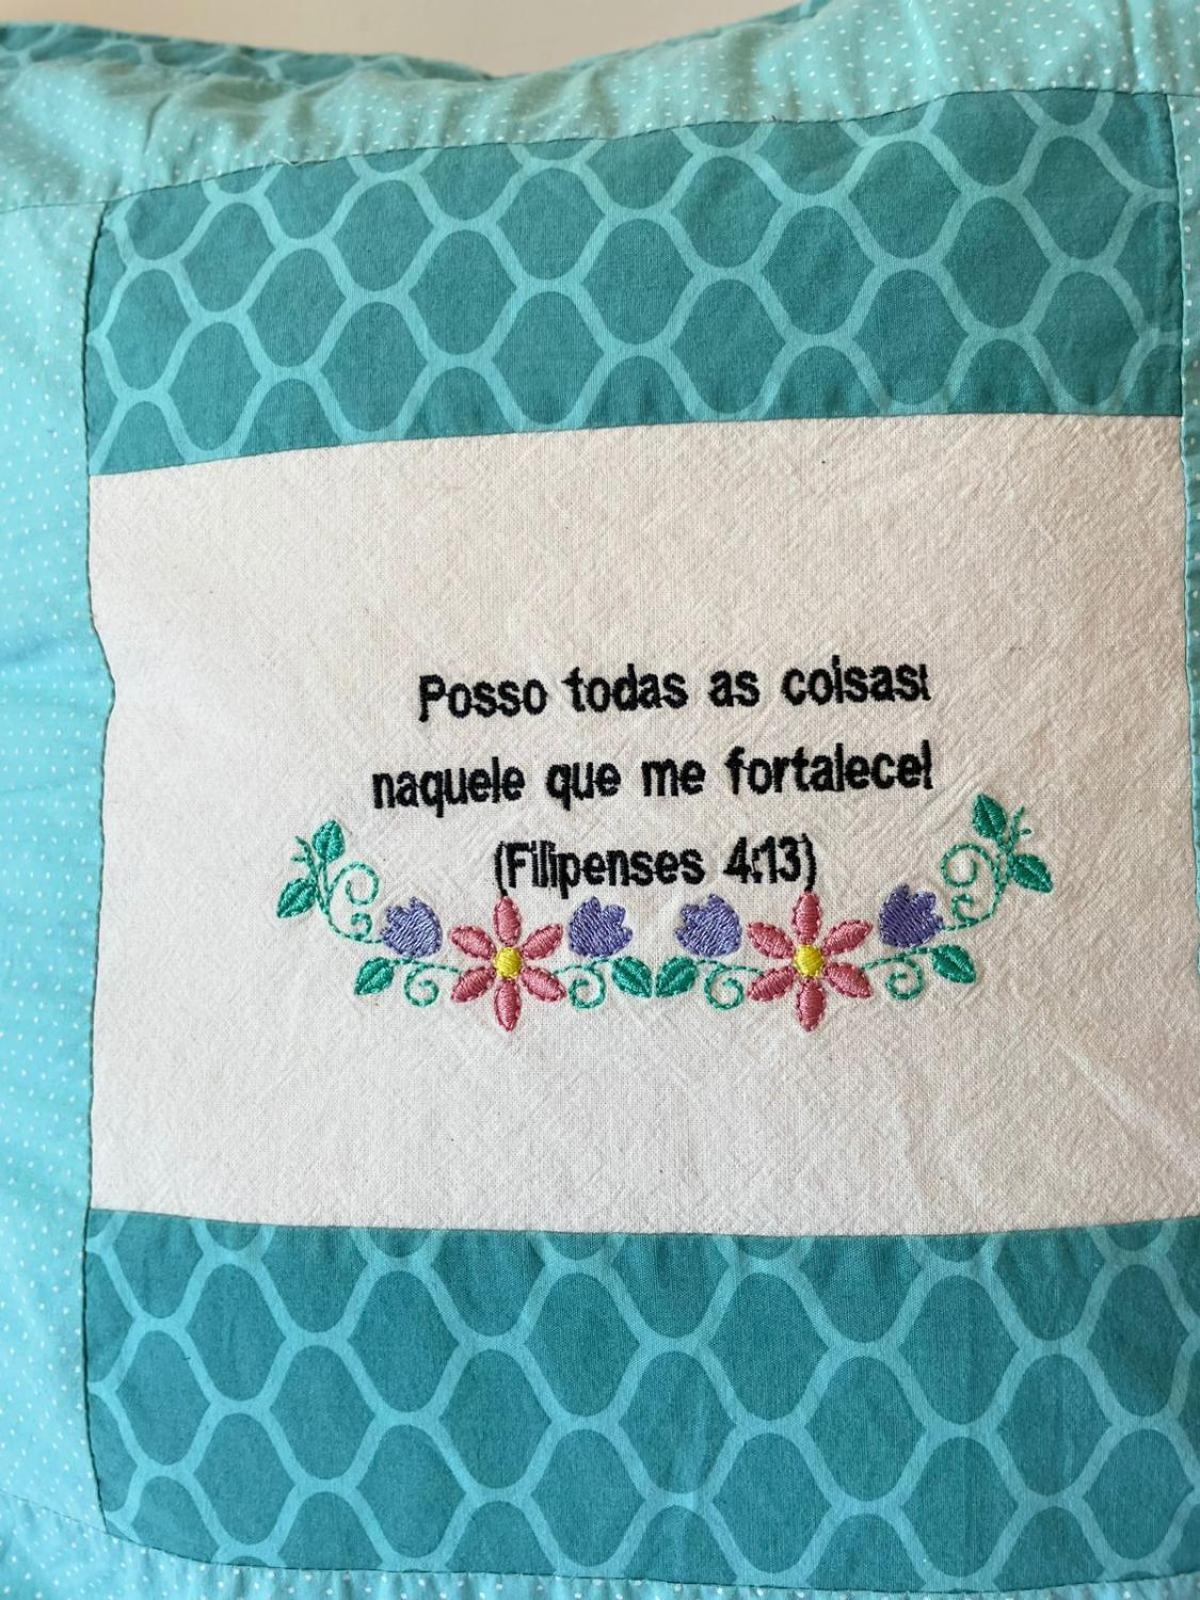 Posso todas as coisas!
naquele que me fortalece!
(Filipenses 4:13)